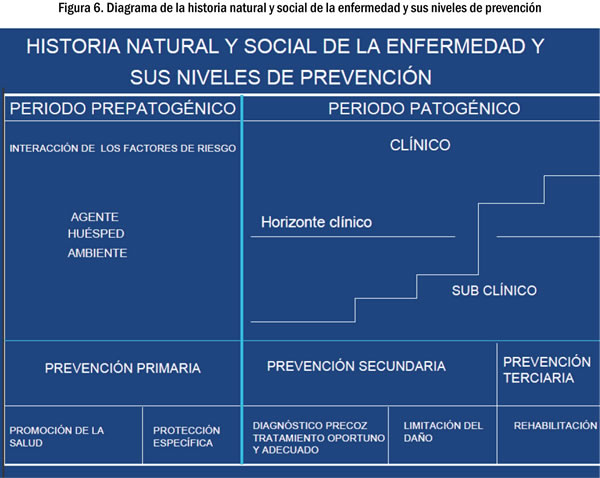 Figura 6. Diagrama de la historia natural y social de la enfermedad y sus niveles de prevención
HISTORIA NATURAL Y SOCIAL DE LA ENFERMEDAD Y
SUS NIVELES DE PREVENCIÓN
PERIODO PREPATOGÉNICO
PERIODO PATOGÉNICO
INTERACCIÓN DE LOS FACTORES DE RIESGO
CLÍNICO
AGENTE
HUÉSPED
AMBIENTE
Horizonte clínico
SUB CLÍNICO
PREVENCIÓN PRIMARIA
PREVENCIÓN SECUNDARIA
PREVENCIÓN
TERCIARIA
PROMOCIÓN DE LA
SALUD
PROTECCIÓN
ESPECÍFICA
DIAGNÓSTICO PRECOZ
TRATAMIENTO OPORTUNO
Y ADECUADO
LIMITACIÓN DEL
DAÑO
REHABILITACIÓN